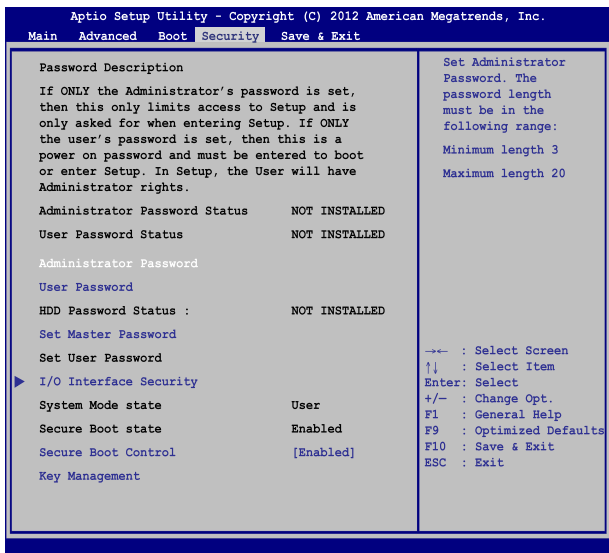 Aptio Setup Utility - Copyright (C) 2012 American Megatrends, Inc.
Main Advanced Boot Security Save & Exit
Password Description
If ONLY the Administrator's password is set,
then this only limits access to Setup and is
only asked for when entering Setup. If ONLY
the user's password is set, then this is a
power on password and must be entered to boot
or enter Setup. In Setup, the User will have
Administrator rights.
Administrator Password Status NOT INSTALLED
User Password Status NOT INSTALLED
Administrator Password
User Password
HDD Password Status : NOT INSTALLED
Set Master Password
Set User Password
I/O Interface Security
System Mode state User
Secure Boot state Enabled
Secure Boot Control [Enabled]
Key Management
Set Administrator
Password. The
password length
must be in the
following range:
Minimum length 3
Maximum length 20
→← : Select Screen
↑↓ : Select Item
Enter: Select
+/— : Change Opt.
F1 : General Help
F9 : Optimized Defaults
F10 : Save & Exit
ESC : Exit